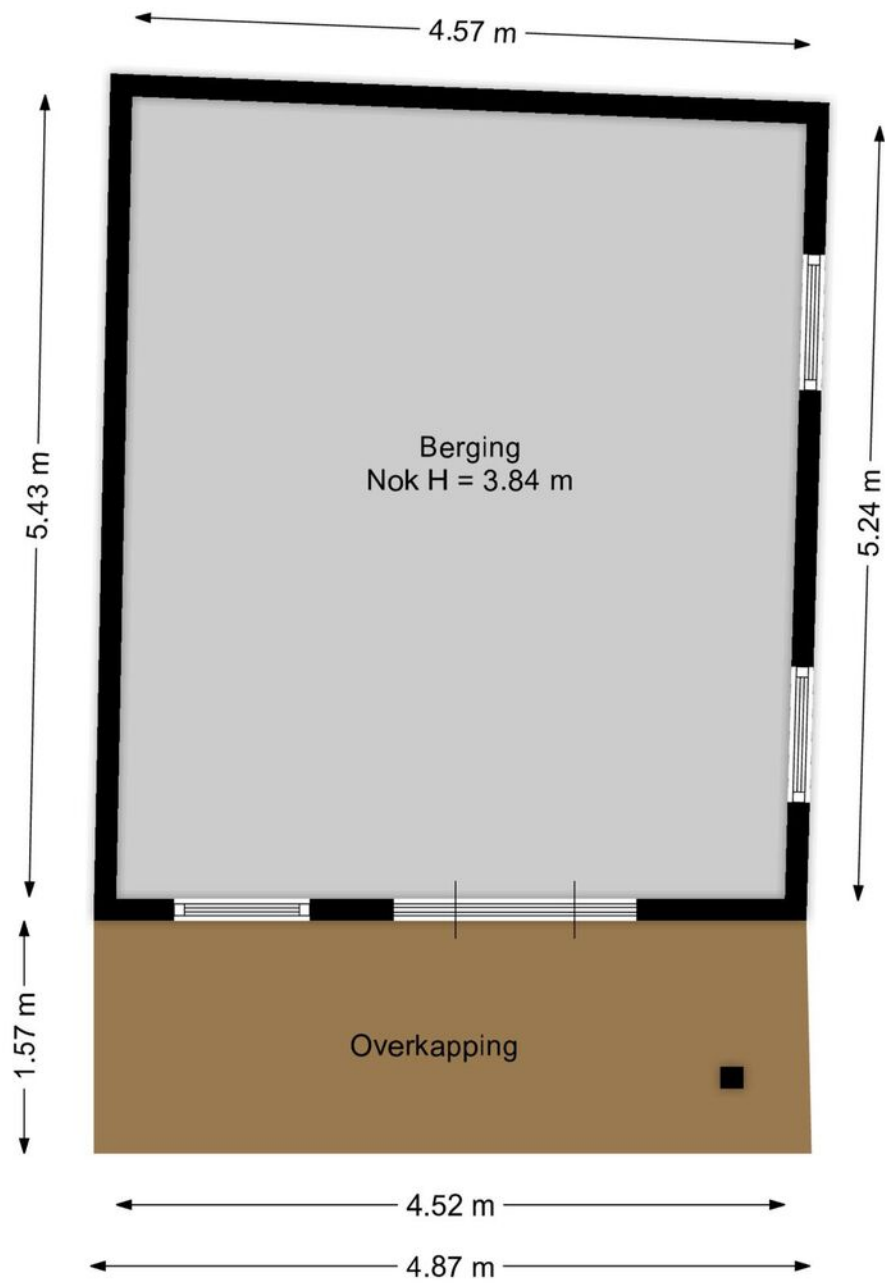 4.57 m
5.43 m
Berging
Nok H = 3.84 m
5.24 m
1.57 m
Overkapping
4.52 m
4.87 m